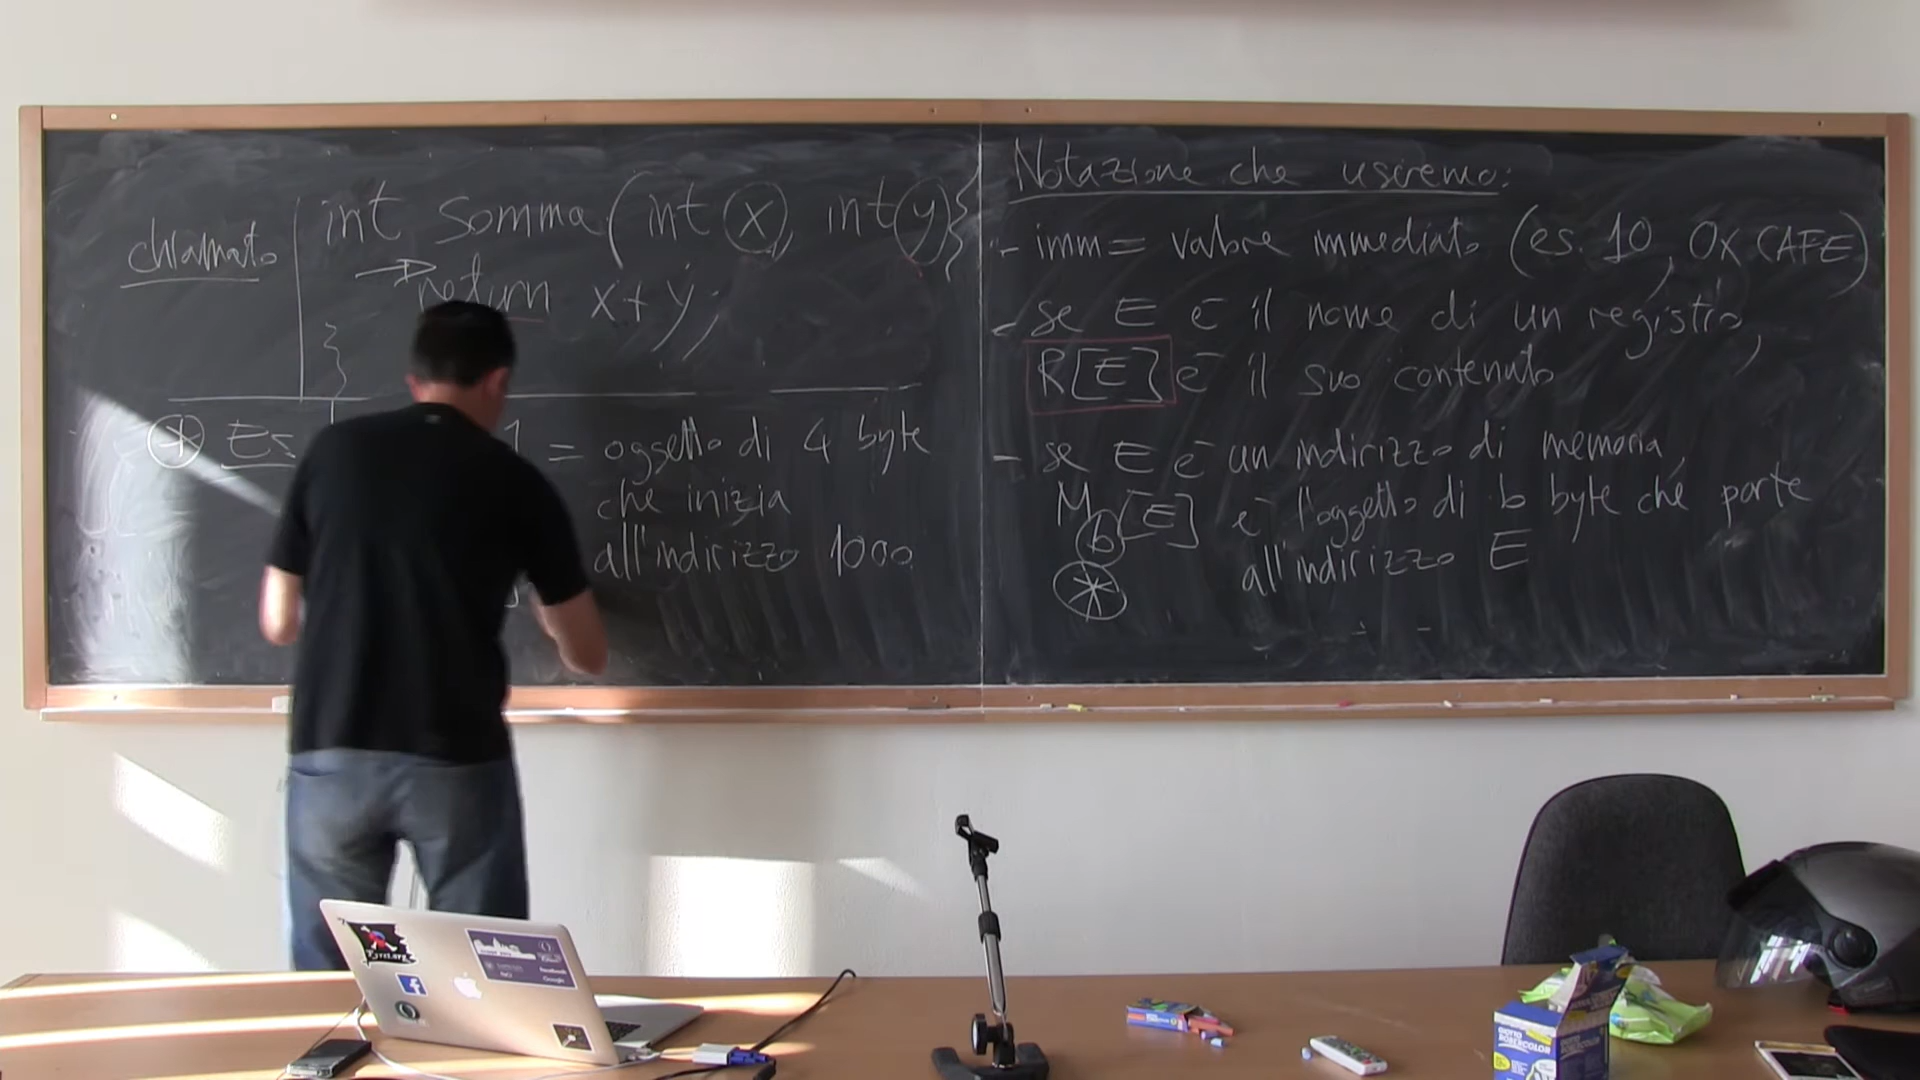 chiamato
int somma (int x, int y) {
return x+y;
}
* Es
1 = oggetto di 4 byte
che inizia
all'indirizzo 1000
Notazione che useremo:
- imm = valore immediato (es. 10, 0xCAFE)
- se E è il nome di un registro,
R[E] è il suo contenuto
- se E è un indirizzo di memoria,
M b [E] è l'oggetto di b byte che parte
all'indirizzo E
*